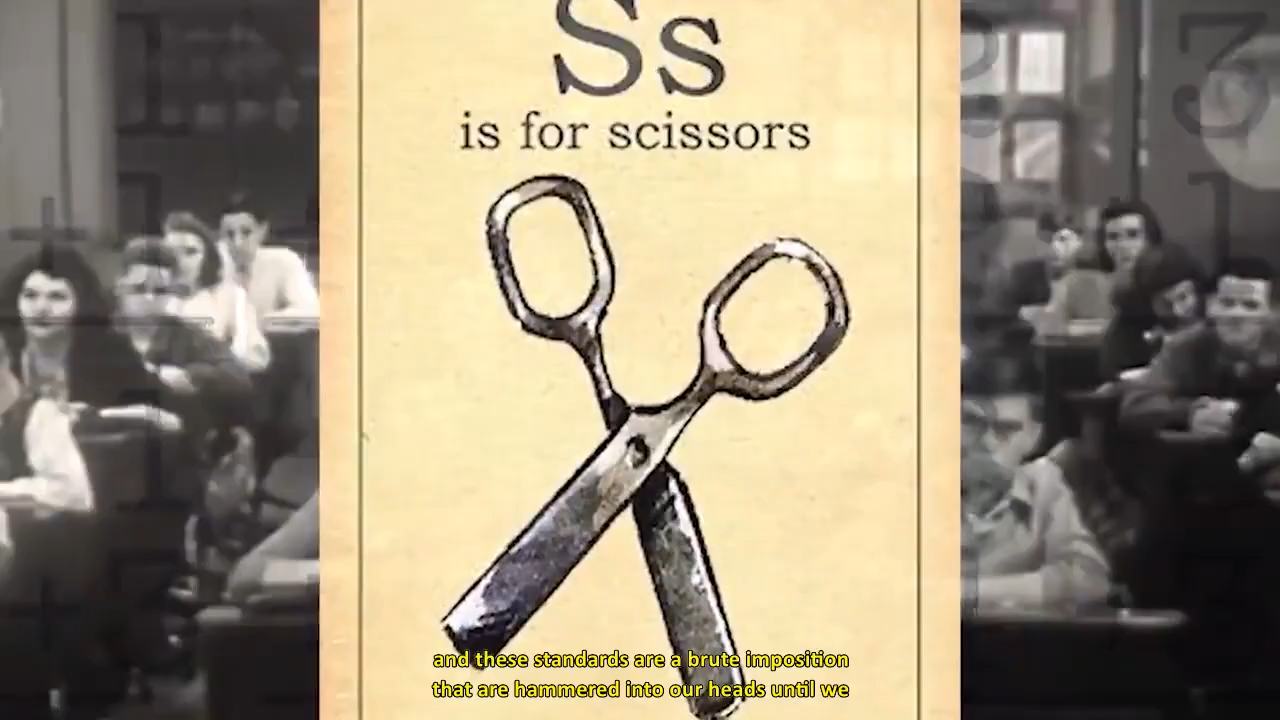 Ss
is for scissors
and these standards are a brute imposition
that are hammered into our heads until we